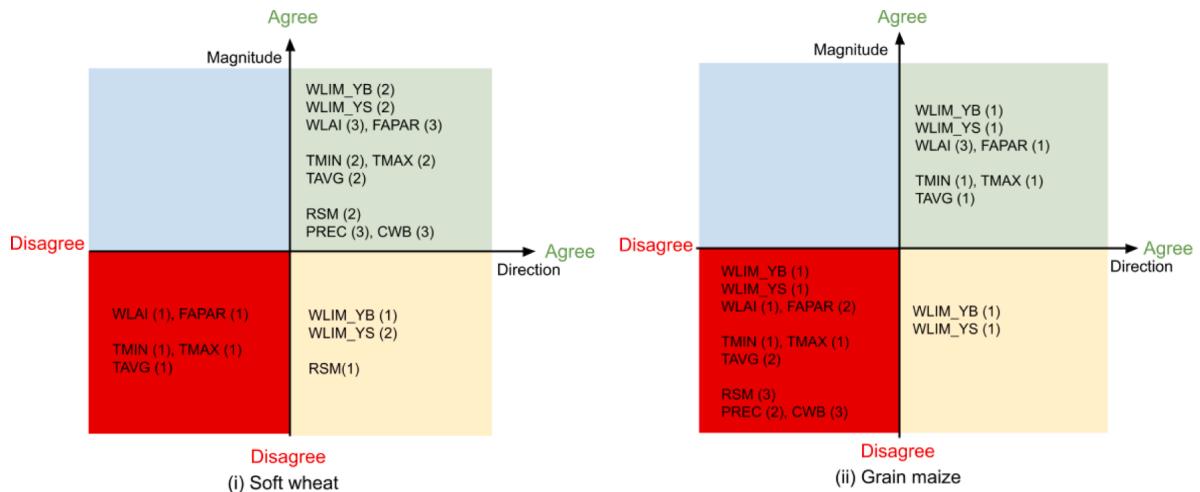 Agree
Magnitude
WLIM_YB (2)
WLIM_YS (2)
WLAI (3), FAPAR (3)
TMIN (2), TMAX (2)
TAVG (2)
RSM (2)
PREC (3), CWB (3)
Disagree
Agree
Direction
WLAI (1), FAPAR (1)
TMIN (1), TMAX (1)
TAVG (1)
WLIM_YB (1)
WLIM_YS (2)
RSM(1)
Disagree
(i) Soft wheat
Agree
Magnitude
WLIM_YB (1)
WLIM_YS (1)
WLAI (3), FAPAR (1)
TMIN (1), TMAX (1)
TAVG (1)
Disagree
Agree
Direction
WLIM_YB (1)
WLIM_YS (1)
WLAI (1), FAPAR (2)
TMIN (1), TMAX (1)
TAVG (2)
RSM (3)
PREC (2), CWB (3)
WLIM_YB (1)
WLIM_YS (1)
Disagree
(ii) Grain maize